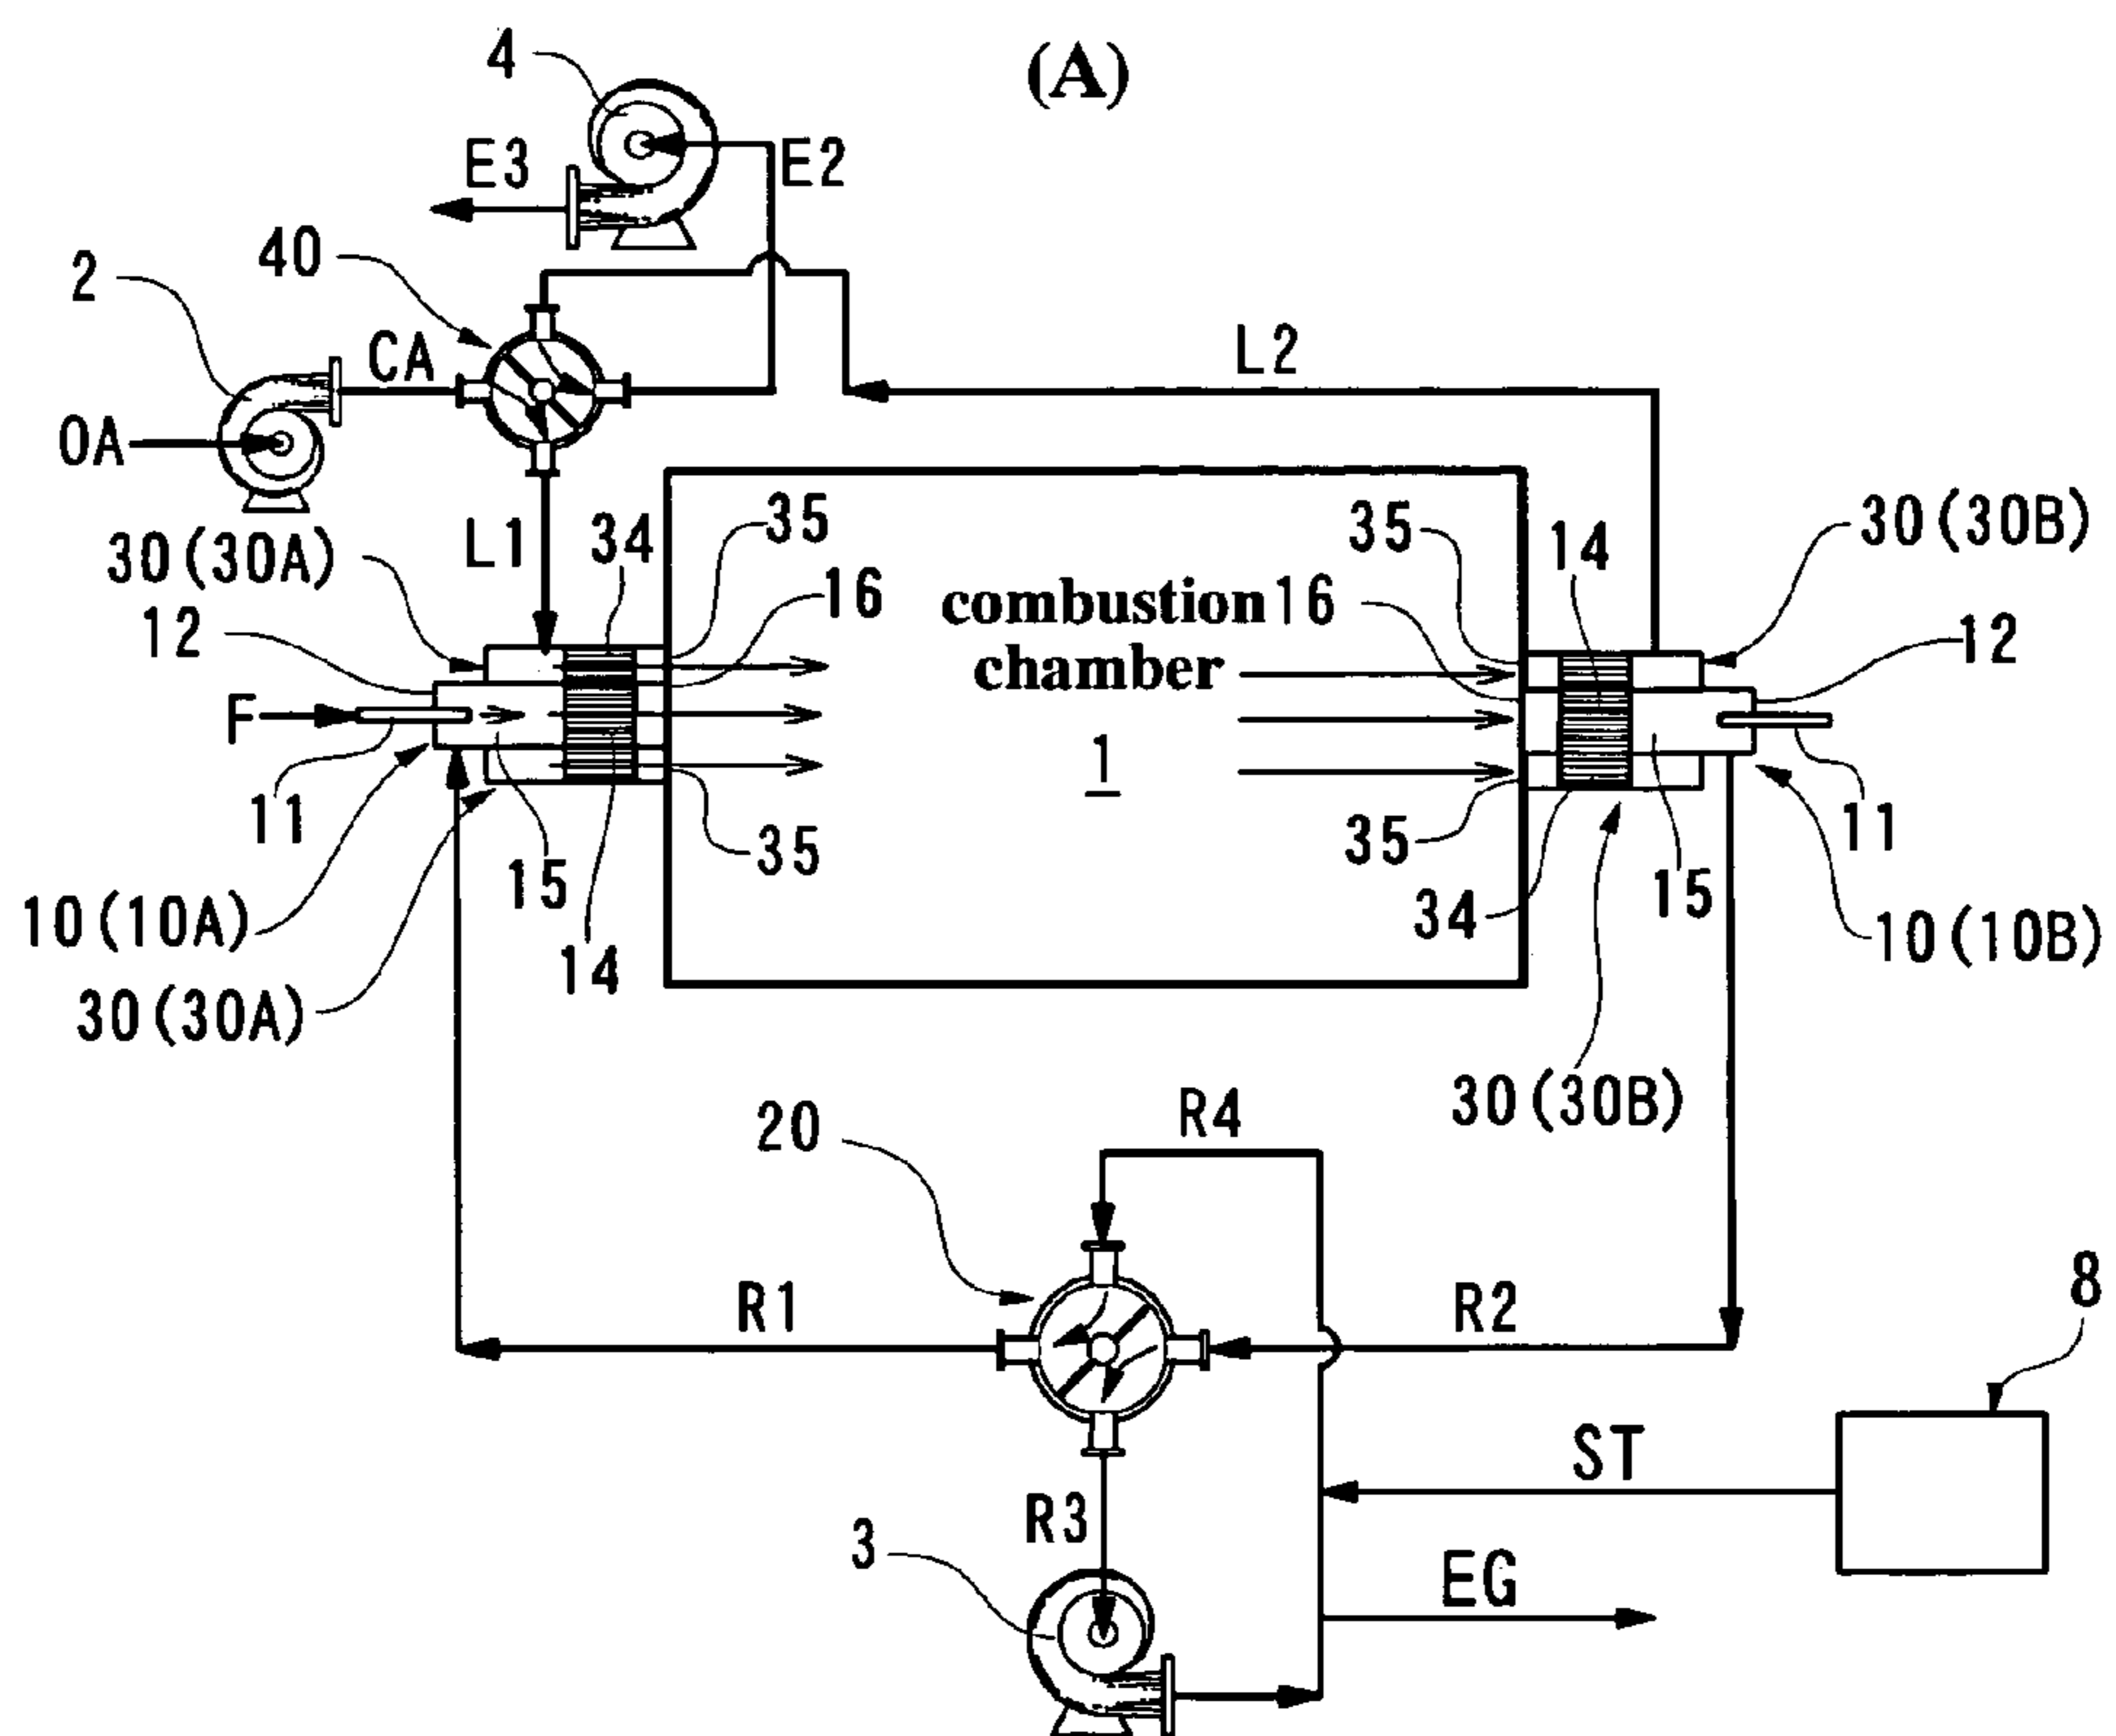 (A)
4
E3
E2
40
2
CA
L2
OA
L1
34
35
35
14
30(30B)
30(30A)
16
combustion
chamber
16
12
12
F
1
11
15
35
35
11
10(10A)
14
34
15
10(10B)
30(30A)
30(30B)
20
R4
R1
R2
8
ST
R3
3
EG